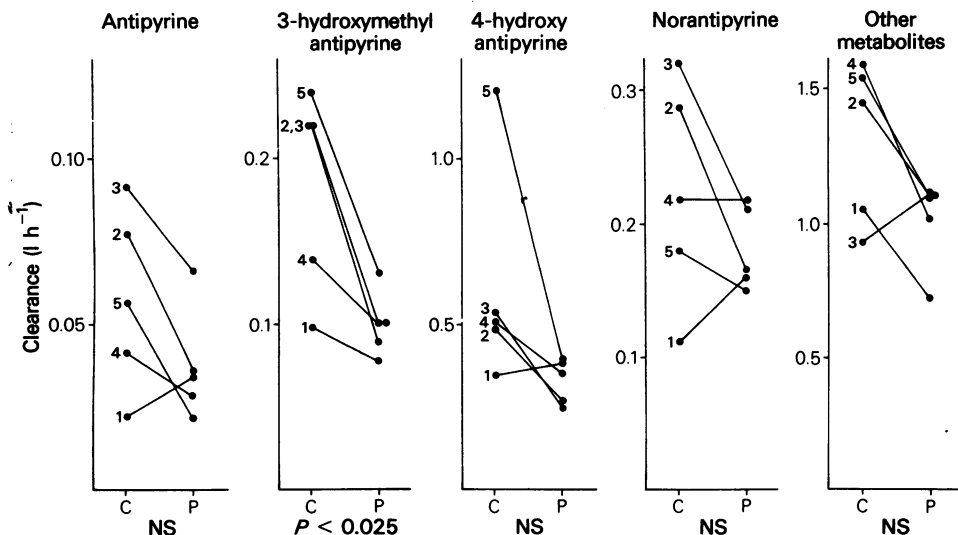 Antipyrine
3-hydroxymethyl
antipyrine
4-hydroxy
antipyrine
Norantipyrine
Other
metabolites
Clearance (l h⁻¹)
0.10
0.05
3
2
5
4
1
C
P
NS
0.2
0.1
5
2,3
4
1
C
P
P < 0.025
1.0
0.5
5
3
4
2
1
C
P
NS
0.3
0.2
0.1
3
2
4
5
1
C
P
NS
1.5
1.0
0.5
4
5
2
1
3
C
P
NS